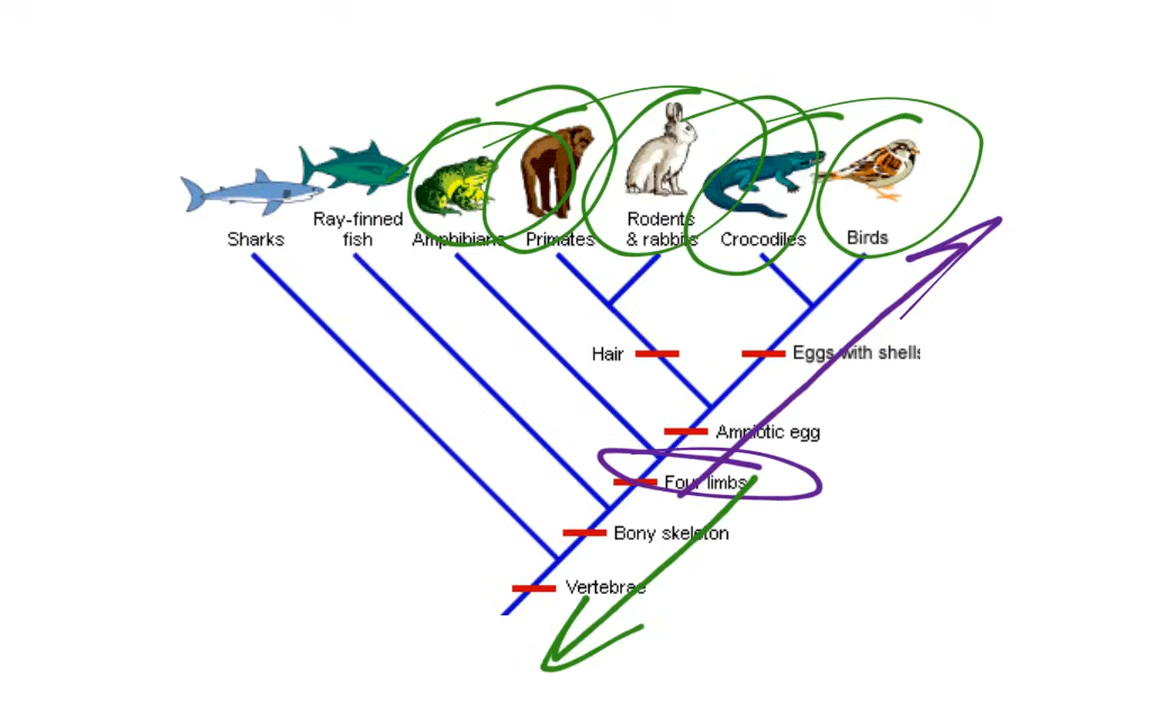 Sharks
Ray-finned
fish
Amphibians
Primates
Rodents
& rabbits
Crocodiles
Birds
Hair
Eggs with shells
Amniotic egg
Four limbs
Bony skeleton
Vertebrae